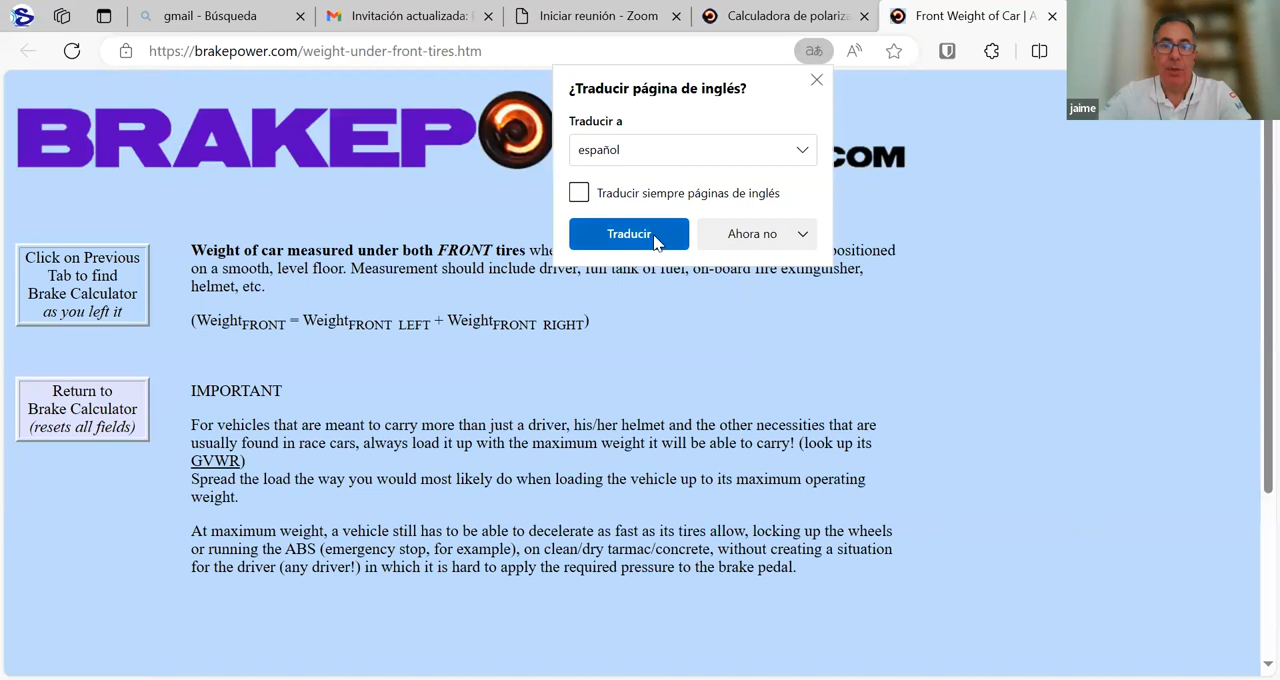 gmail - Búsqueda
Invitación actualizada:
Iniciar reunión - Zoom
Calculadora de polariza
Front Weight of Car | A
https://brakepower.com/weight-under-front-tires.htm
jaime
BRAKEPO
.COM
¿Traducir página de inglés?
Traducir a
español
Traducir siempre páginas de inglés
Traducir
Ahora no
Click on Previous
Tab to find
Brake Calculator
as you left it
Weight of car measured under both FRONT tires whe
positioned
on a smooth, level floor. Measurement should include driver, full tank of fuel, on-board fire extinguisher,
helmet, etc.
(WeightFRONT = WeightFRONT LEFT + WeightFRONT RIGHT)
Return to
Brake Calculator
(resets all fields)
IMPORTANT
For vehicles that are meant to carry more than just a driver, his/her helmet and the other necessities that are
usually found in race cars, always load it up with the maximum weight it will be able to carry! (look up its
GVWR)
Spread the load the way you would most likely do when loading the vehicle up to its maximum operating
weight.
At maximum weight, a vehicle still has to be able to decelerate as fast as its tires allow, locking up the wheels
or running the ABS (emergency stop, for example), on clean/dry tarmac/concrete, without creating a situation
for the driver (any driver!) in which it is hard to apply the required pressure to the brake pedal.